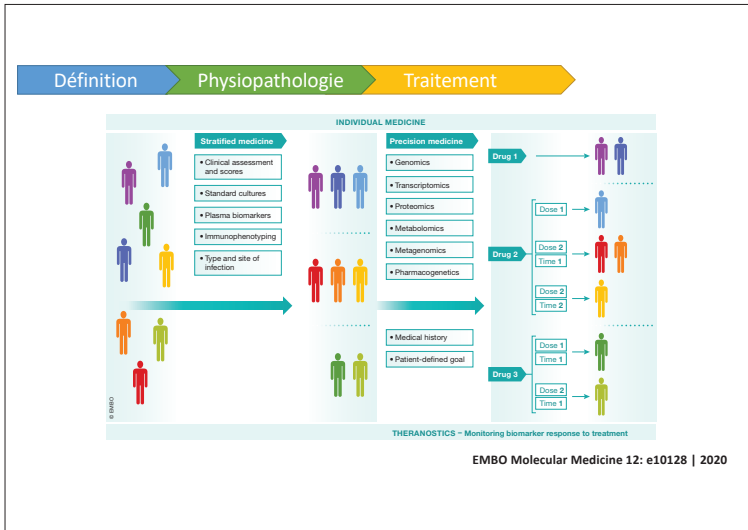 Définition
Physiopathologie
Traitement
INDIVIDUAL MEDICINE
Stratified medicine
• Clinical assessment
and scores
• Standard cultures
• Plasma biomarkers
• Immunophenotyping
• Type and site of
infection
Precision medicine
• Genomics
• Transcriptomics
• Proteomics
• Metabolomics
• Metagenomics
• Pharmacogenetics
• Medical history
• Patient-defined goal
Drug 1
Drug 2
Dose 1
Dose 2
Time 1
Dose 2
Time 2
Drug 3
Dose 1
Time 1
Dose 2
Time 1
© EMBO
THERANOSTICS – Monitoring biomarker response to treatment
EMBO Molecular Medicine 12: e10128 | 2020